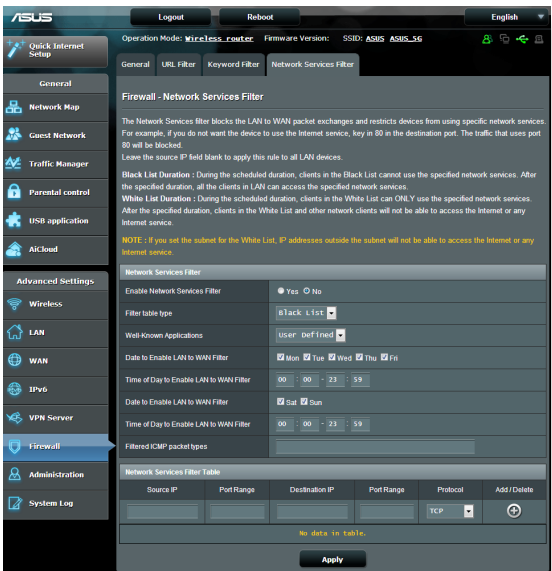 ASUS
Logout
Reboot
English
Quick Internet
Setup
Operation Mode: Wireless router Firmware Version: SSID: ASUS ASUS_5G
General
URL Filter
Keyword Filter
Network Services Filter
General
Network Map
Guest Network
Traffic Manager
Parental control
USB application
AiCloud
Advanced Settings
Wireless
LAN
WAN
IPv6
VPN Server
Firewall
Administration
System Log
Firewall - Network Services Filter
The Network Services filter blocks the LAN to WAN packet exchanges and restricts devices from using specific network services.
For example, if you do not want the device to use the Internet service, key in 80 in the destination port. The traffic that uses port
80 will be blocked.
Leave the source IP field blank to apply this rule to all LAN devices.
Black List Duration : During the scheduled duration, clients in the Black List cannot use the specified network services. After
the specified duration, all the clients in LAN can access the specified network services.
White List Duration : During the scheduled duration, clients in the White List can ONLY use the specified network services.
After the specified duration, clients in the White List and other network clients will not be able to access the Internet or any
Internet service.
NOTE : If you set the subnet for the White List, IP addresses outside the subnet will not be able to access the Internet or any
Internet service.
Network Services Filter
Enable Network Services Filter Yes No
Filter table type Black List
Well-Known Applications User Defined
Date to Enable LAN to WAN Filter Mon Tue Wed Thu Fri
Time of Day to Enable LAN to WAN Filter 00 : 00 - 23 : 59
Date to Enable LAN to WAN Filter Sat Sun
Time of Day to Enable LAN to WAN Filter 00 : 00 - 23 : 59
Filtered ICMP packet types
Network Services Filter Table
Source IP Port Range Destination IP Port Range Protocol Add / Delete
TCP
No data in table.
Apply